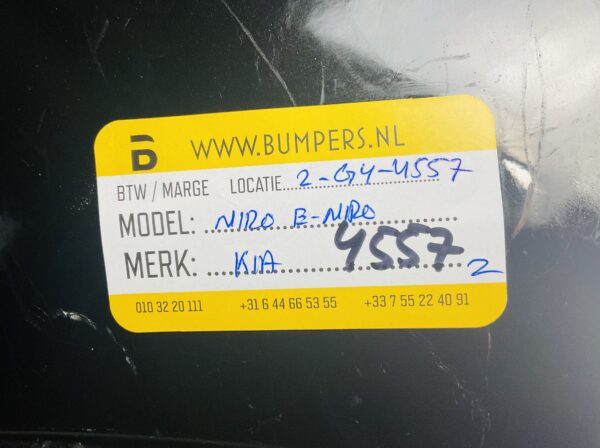 WWW.BUMPERS.NL
BTW / MARGE LOCATIE 2-G4-4557
MODEL: NIRO E-NIRO
MERK: KIA 4557 2
010 32 20 111 +31 6 44 66 53 55 +33 7 55 22 40 91